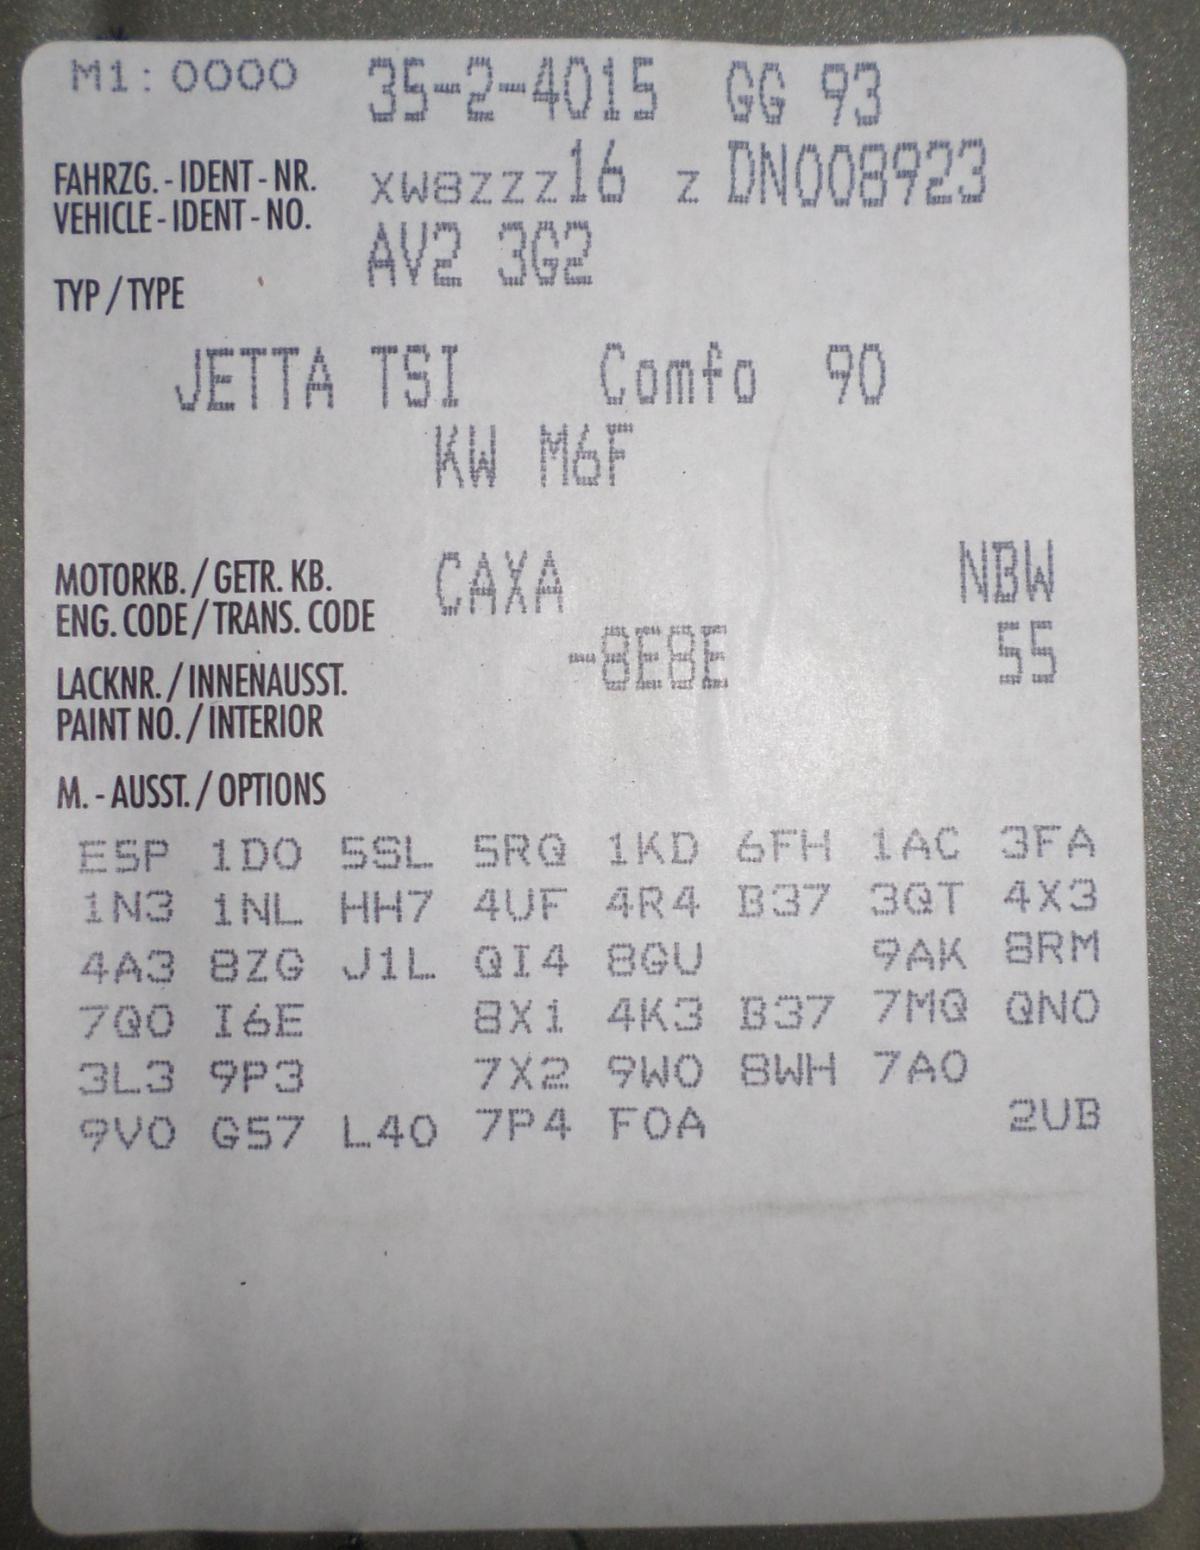 M1:0000 35-2-4015 GG 93
FAHRZG.-IDENT-NR. XW8ZZZ16 Z DN008923
VEHICLE-IDENT-NO.
AV2 3G2
TYP/TYPE
JETTA TSI Comfo 90
KW M6F
MOTORKB./GETR. KB. CAXA NBW
ENG. CODE/TRANS. CODE
-8E8E 55
LACKNR./INNENAUSST.
PAINT NO./INTERIOR
M.-AUSST./OPTIONS
E5P 1D0 5SL 5RQ 1KD 6FH 1AC 3FA
1N3 1NL HH7 4UF 4R4 B37 3QT 4X3
4A3 8ZG J1L QI4 8GU 9AK 8RM
7Q0 I6E 8X1 4K3 B37 7MQ QN0
3L3 9P3 7X2 9W0 8WH 7A0
9V0 G57 L40 7P4 F0A 2UB